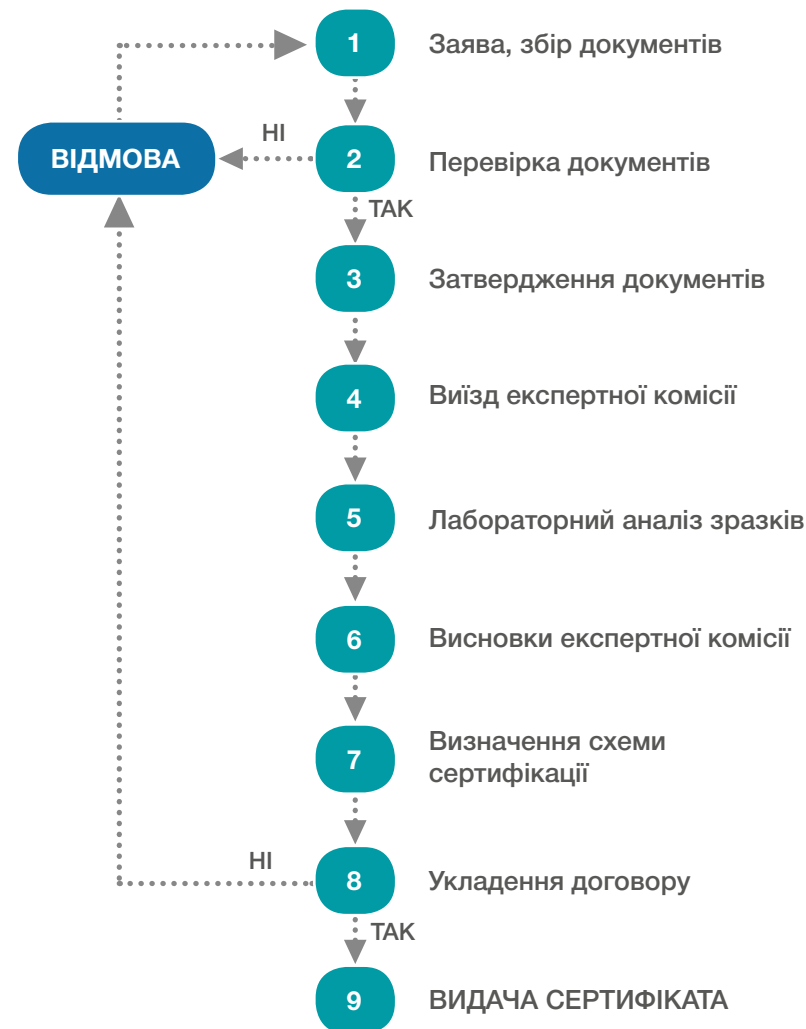 1 Заява, збір документів
НІ
ВІДМОВА 2 Перевірка документів
ТАК
3 Затвердження документів
4 Виїзд експертної комісії
5 Лабораторний аналіз зразків
6 Висновки експертної комісії
7 Визначення схеми
сертифікації
НІ
8 Укладення договору
ТАК
9 ВИДАЧА СЕРТИФІКАТА